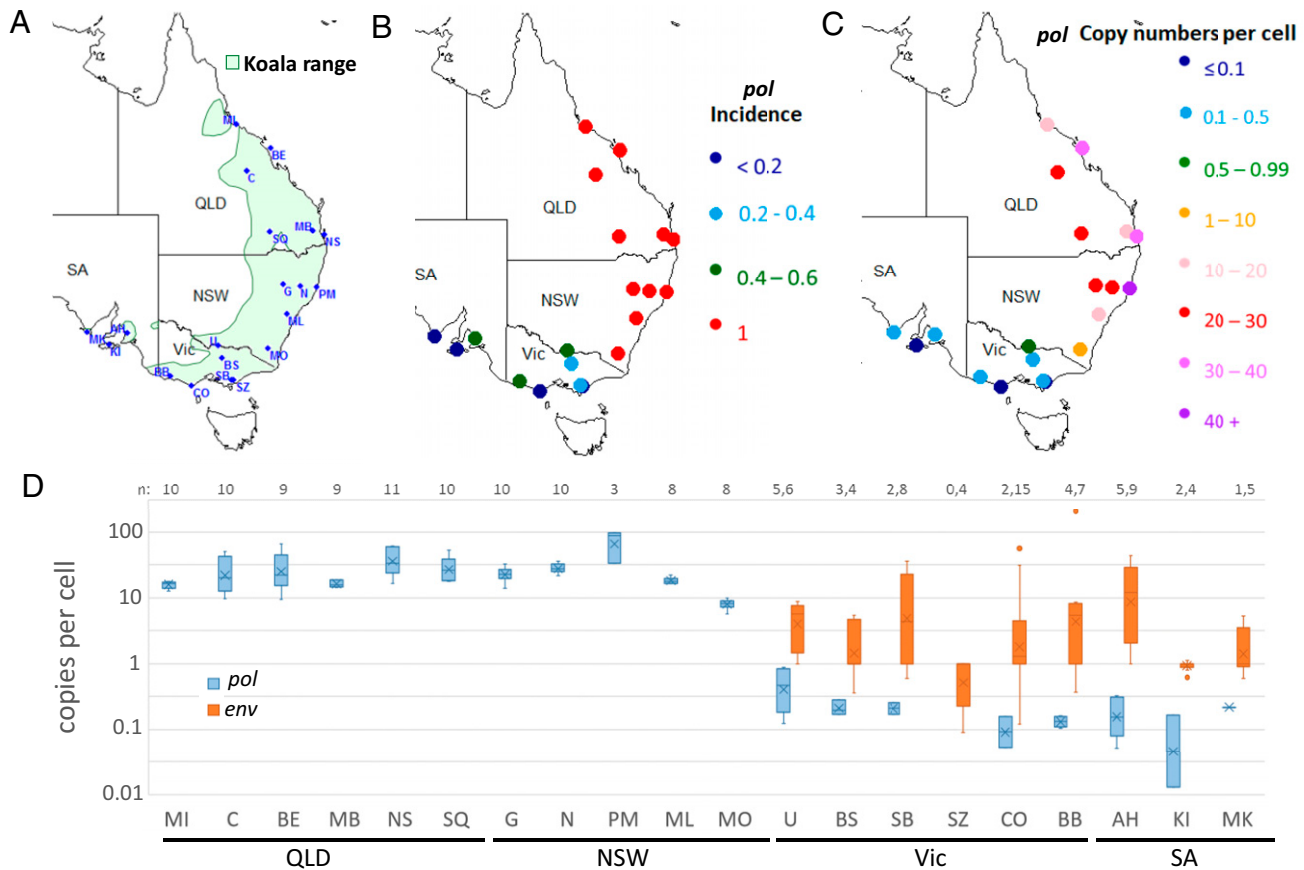 A
Koala range
MI
BE
C
QLD
SQ
MB
NS
SA
NSW
G
N
PM
ML
MK
AH
KI
Vic
U
MO
BS
BB
SB
SZ
CO
B
pol
Incidence
< 0.2
0.2 - 0.4
0.4 – 0.6
1
QLD
SA
NSW
Vic
C
pol Copy numbers per cell
≤ 0.1
0.1 - 0.5
0.5 – 0.99
1 – 10
10 – 20
20 – 30
30 – 40
40 +
QLD
SA
NSW
Vic
D
n: 10 10 9 9 11 10 10 10 3 8 8 5,6 3,4 2,8 0,4 2,15 4,7 5,9 2,4 1,5
copies per cell
100
10
1
0.1
0.01
pol
env
MI C BE MB NS SQ G N PM ML MO U BS SB SZ CO BB AH KI MK
QLD NSW Vic SA